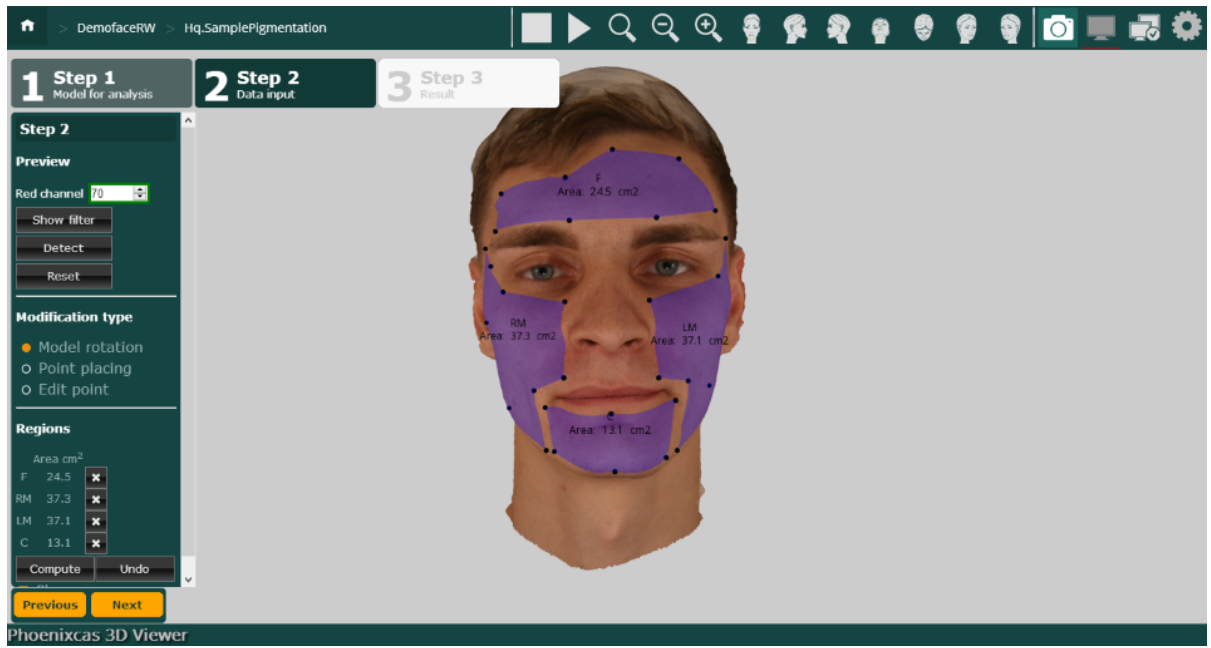 > DemofaceRW > Hq.SamplePigmentation
1 Step 1
Model for analysis
2 Step 2
Data input
3 Step 3
Result
Step 2
Preview
Red channel 70
Show filter
Detect
Reset
Modification type
Model rotation
Point placing
Edit point
Regions
Area cm²
F 24.5
RM 37.3
LM 37.1
C 13.1
Compute Undo
Previous Next
F
Area: 24.5 cm2
RM
Area: 37.3 cm2
LM
Area: 37.1 cm2
C
Area: 13.1 cm2
Phoenixcas 3D Viewer